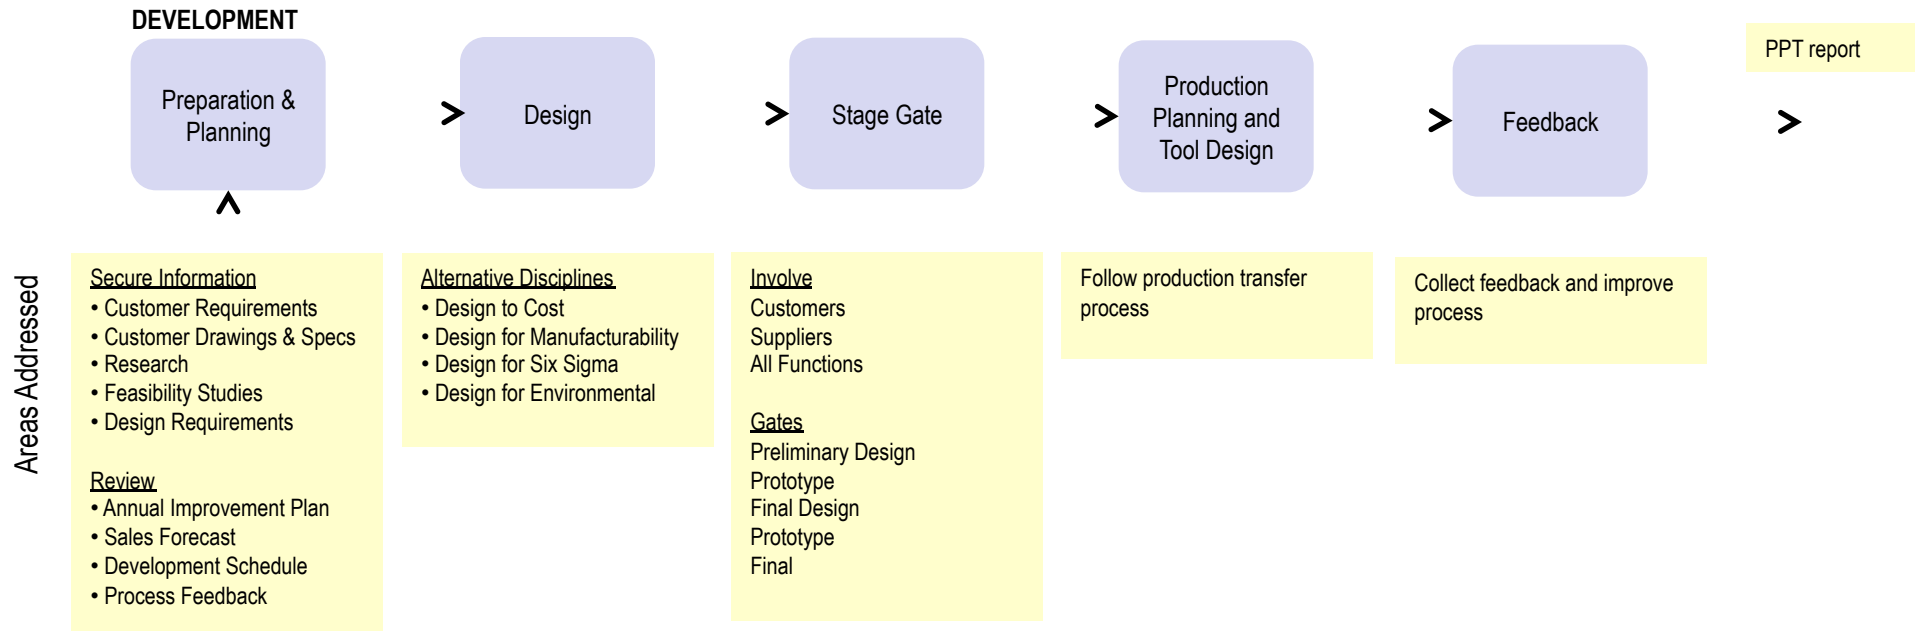 DEVELOPMENT
Preparation &
Planning
Design
Stage Gate
Production
Planning and
Tool Design
Feedback
PPT report
Areas Addressed
Secure Information
• Customer Requirements
• Customer Drawings & Specs
• Research
• Feasibility Studies
• Design Requirements
Review
• Annual Improvement Plan
• Sales Forecast
• Development Schedule
• Process Feedback
Alternative Disciplines
• Design to Cost
• Design for Manufacturability
• Design for Six Sigma
• Design for Environmental
Involve
Customers
Suppliers
All Functions
Gates
Preliminary Design
Prototype
Final Design
Prototype
Final
Follow production transfer
process
Collect feedback and improve
process